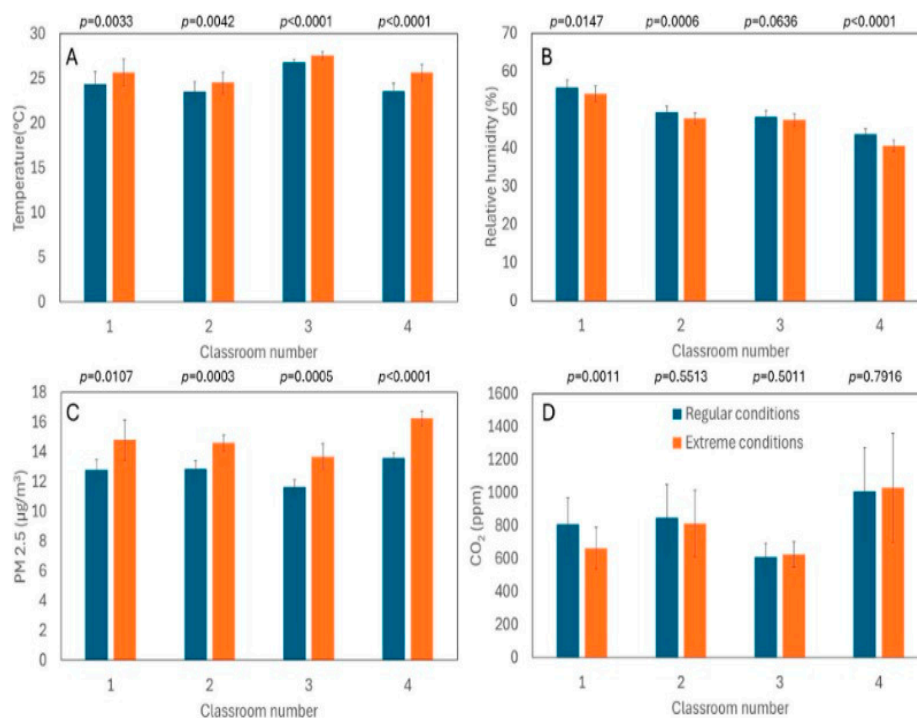 p=0.0033 p=0.0042 p<0.0001 p<0.0001
30
A
25
20
15
10
5
0
Temperature(°C)
1 2 3 4
Classroom number
p=0.0147 p=0.0006 p=0.0636 p<0.0001
70
B
60
50
40
30
20
10
0
Relative humidity (%)
1 2 3 4
Classroom number
p=0.0107 p=0.0003 p=0.0005 p<0.0001
18
C
16
14
12
10
8
6
4
2
0
PM 2.5 (µg/m³)
1 2 3 4
Classroom number
p=0.0011 p=0.5513 p=0.5011 p=0.7916
1600
D
Regular conditions
1400
Extreme conditions
1200
1000
800
600
400
200
0
CO₂ (ppm)
1 2 3 4
Classroom number